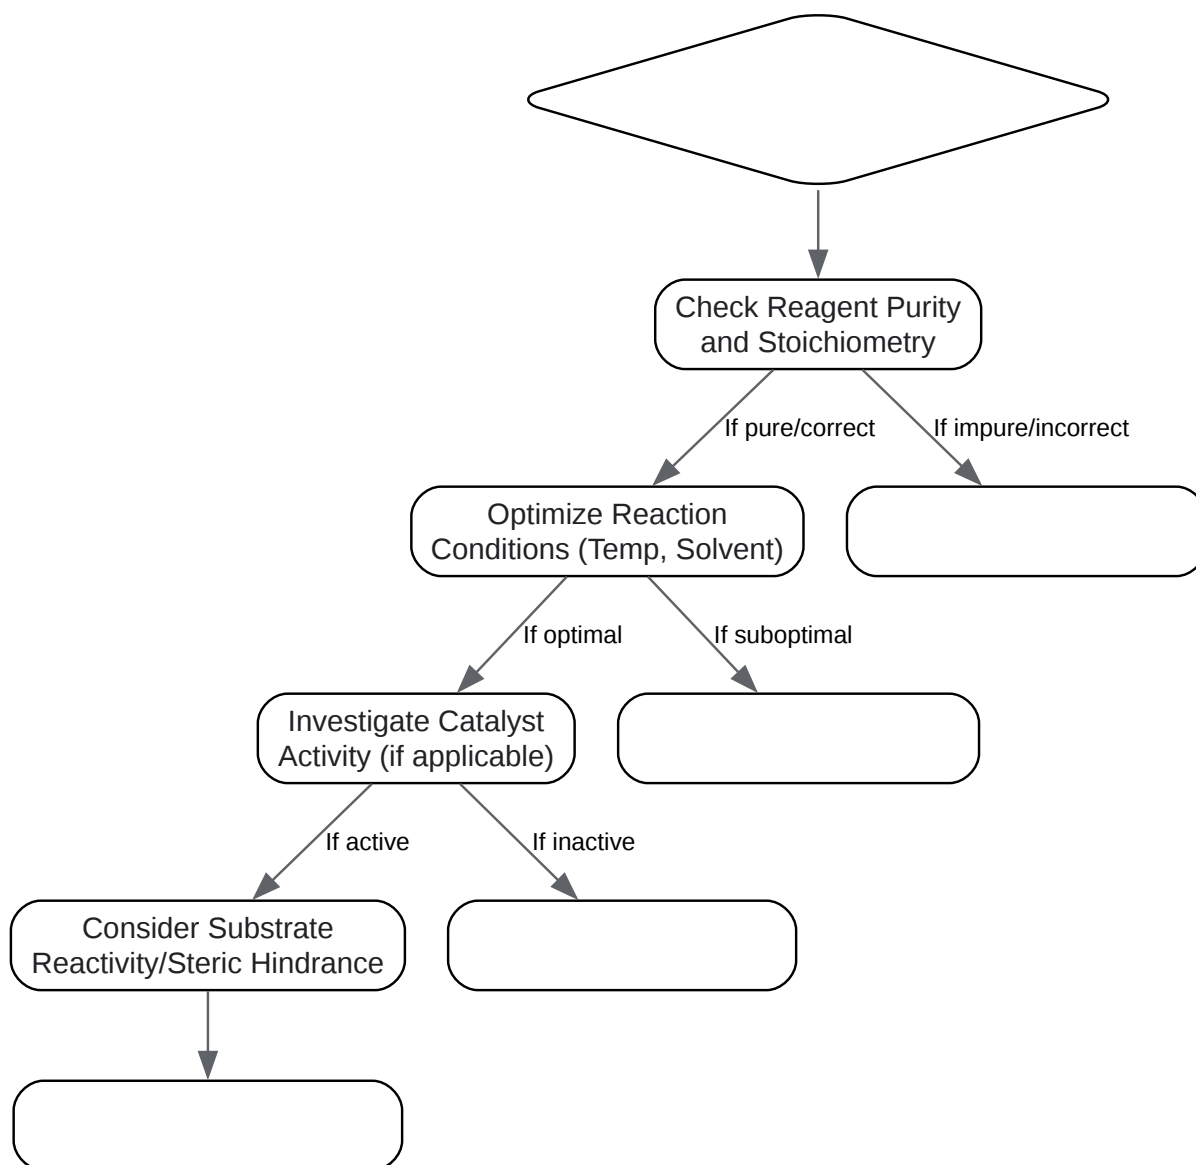 Check Reagent Purity
and Stoichiometry
If pure/correct
If impure/incorrect
Optimize Reaction
Conditions (Temp, Solvent)
If optimal
If suboptimal
Investigate Catalyst
Activity (if applicable)
If active
If inactive
Consider Substrate
Reactivity/Steric Hindrance